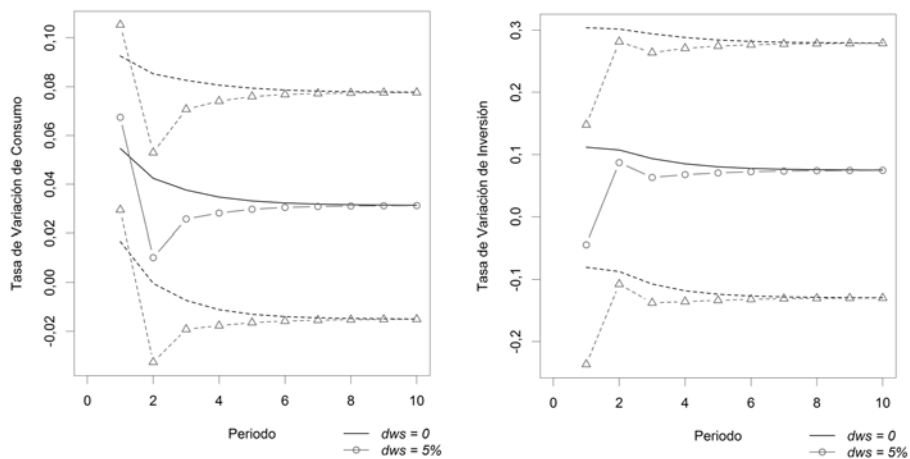 Tasa de Variación de Consumo
0,10
0,08
0,06
0,04
0,02
0,00
-0,02
0 2 4 6 8 10
Periodo
dws = 0
dws = 5%
Tasa de Variación de Inversión
0,3
0,2
0,1
0,0
-0,1
-0,2
0 2 4 6 8 10
Periodo
dws = 0
dws = 5%